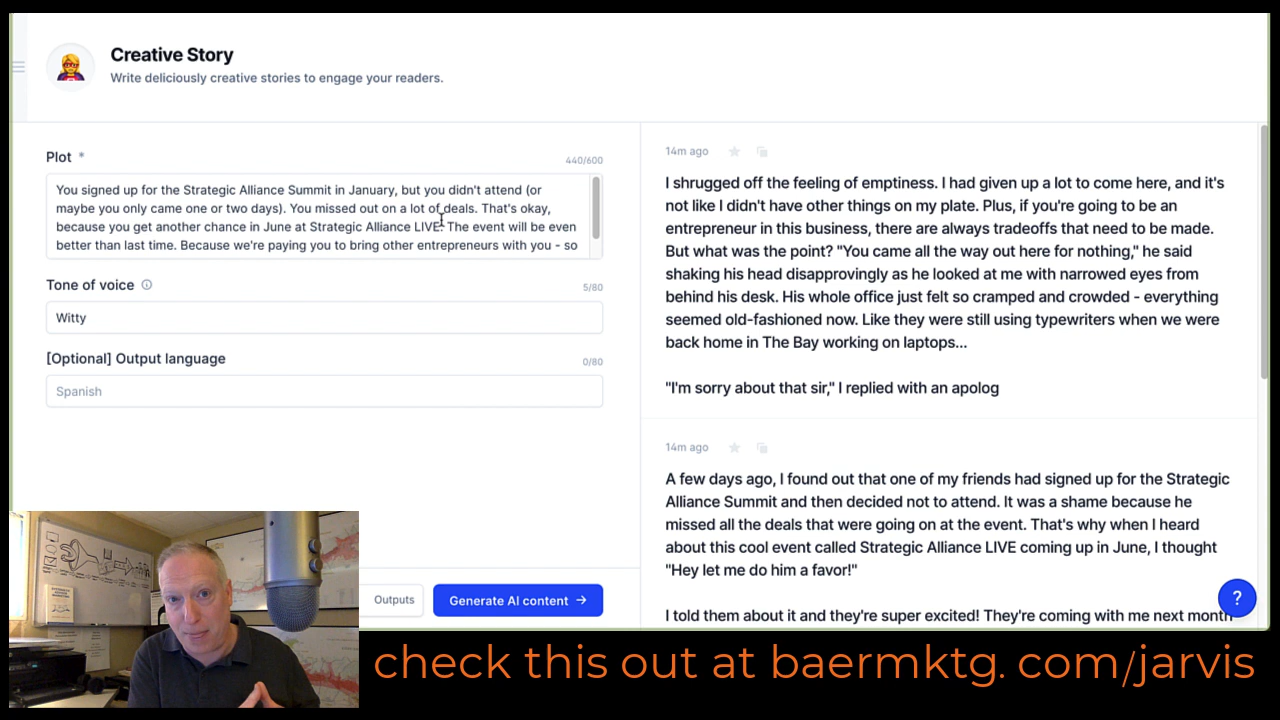 Creative Story
Write deliciously creative stories to engage your readers.
Plot *
440/600
You signed up for the Strategic Alliance Summit in January, but you didn't attend (or
maybe you only came one or two days). You missed out on a lot of deals. That's okay,
because you get another chance in June at Strategic Alliance LIVE. The event will be even
better than last time. Because we're paying you to bring other entrepreneurs with you - so
Tone of voice
5/80
Witty
[Optional] Output language
0/80
Spanish
Outputs
Generate AI content →
14m ago
I shrugged off the feeling of emptiness. I had given up a lot to come here, and it's
not like I didn't have other things on my plate. Plus, if you're going to be an
entrepreneur in this business, there are always tradeoffs that need to be made.
But what was the point? "You came all the way out here for nothing," he said
shaking his head disapprovingly as he looked at me with narrowed eyes from
behind his desk. His whole office just felt so cramped and crowded - everything
seemed old-fashioned now. Like they were still using typewriters when we were
back home in The Bay working on laptops...
"I'm sorry about that sir," I replied with an apolog
14m ago
A few days ago, I found out that one of my friends had signed up for the Strategic
Alliance Summit and then decided not to attend. It was a shame because he
missed all the deals that were going on at the event. That's why when I heard
about this cool event called Strategic Alliance LIVE coming up in June, I thought
"Hey let me do him a favor!"
I told them about it and they're super excited! They're coming with me next month
?
check this out at baermktg. com/jarvis